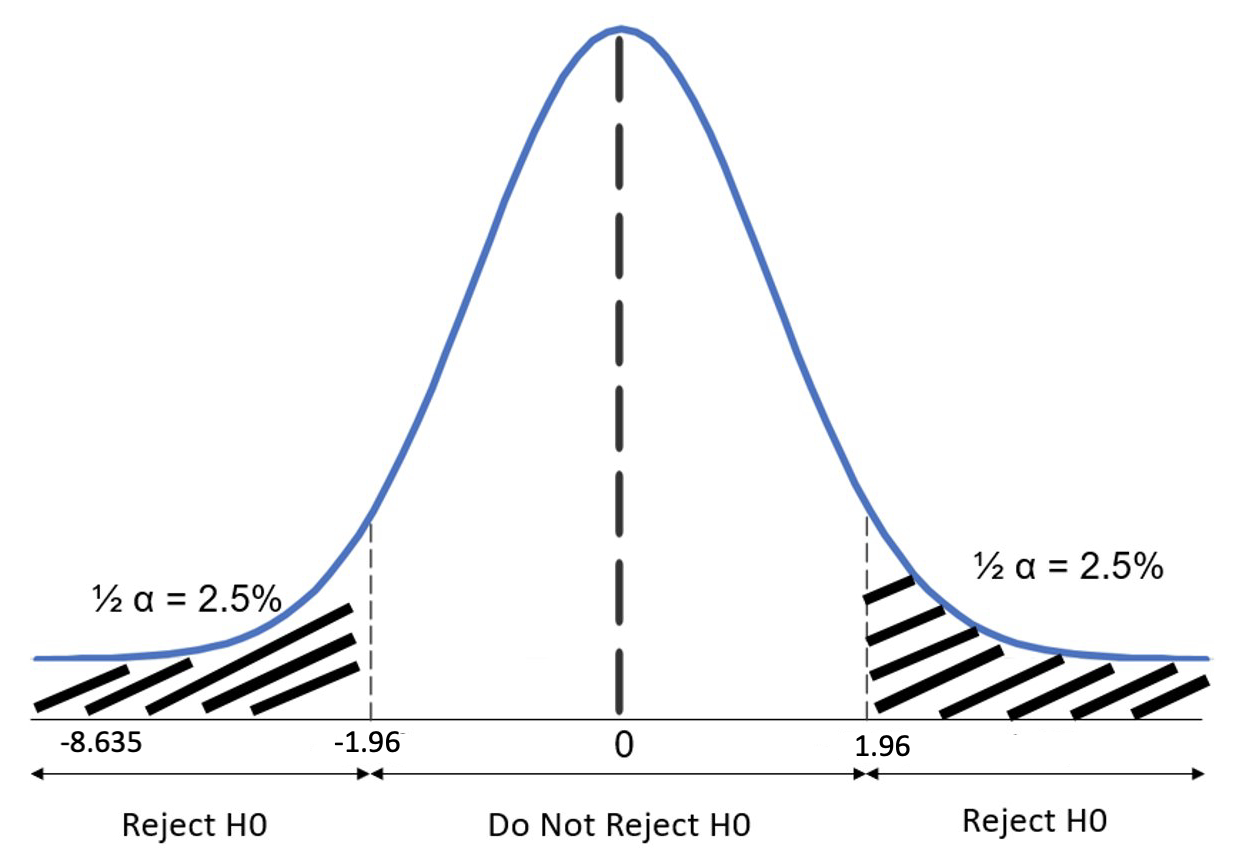 ½ α = 2.5%
½ α = 2.5%
-8.635
-1.96
0
1.96
Reject H0
Do Not Reject H0
Reject H0